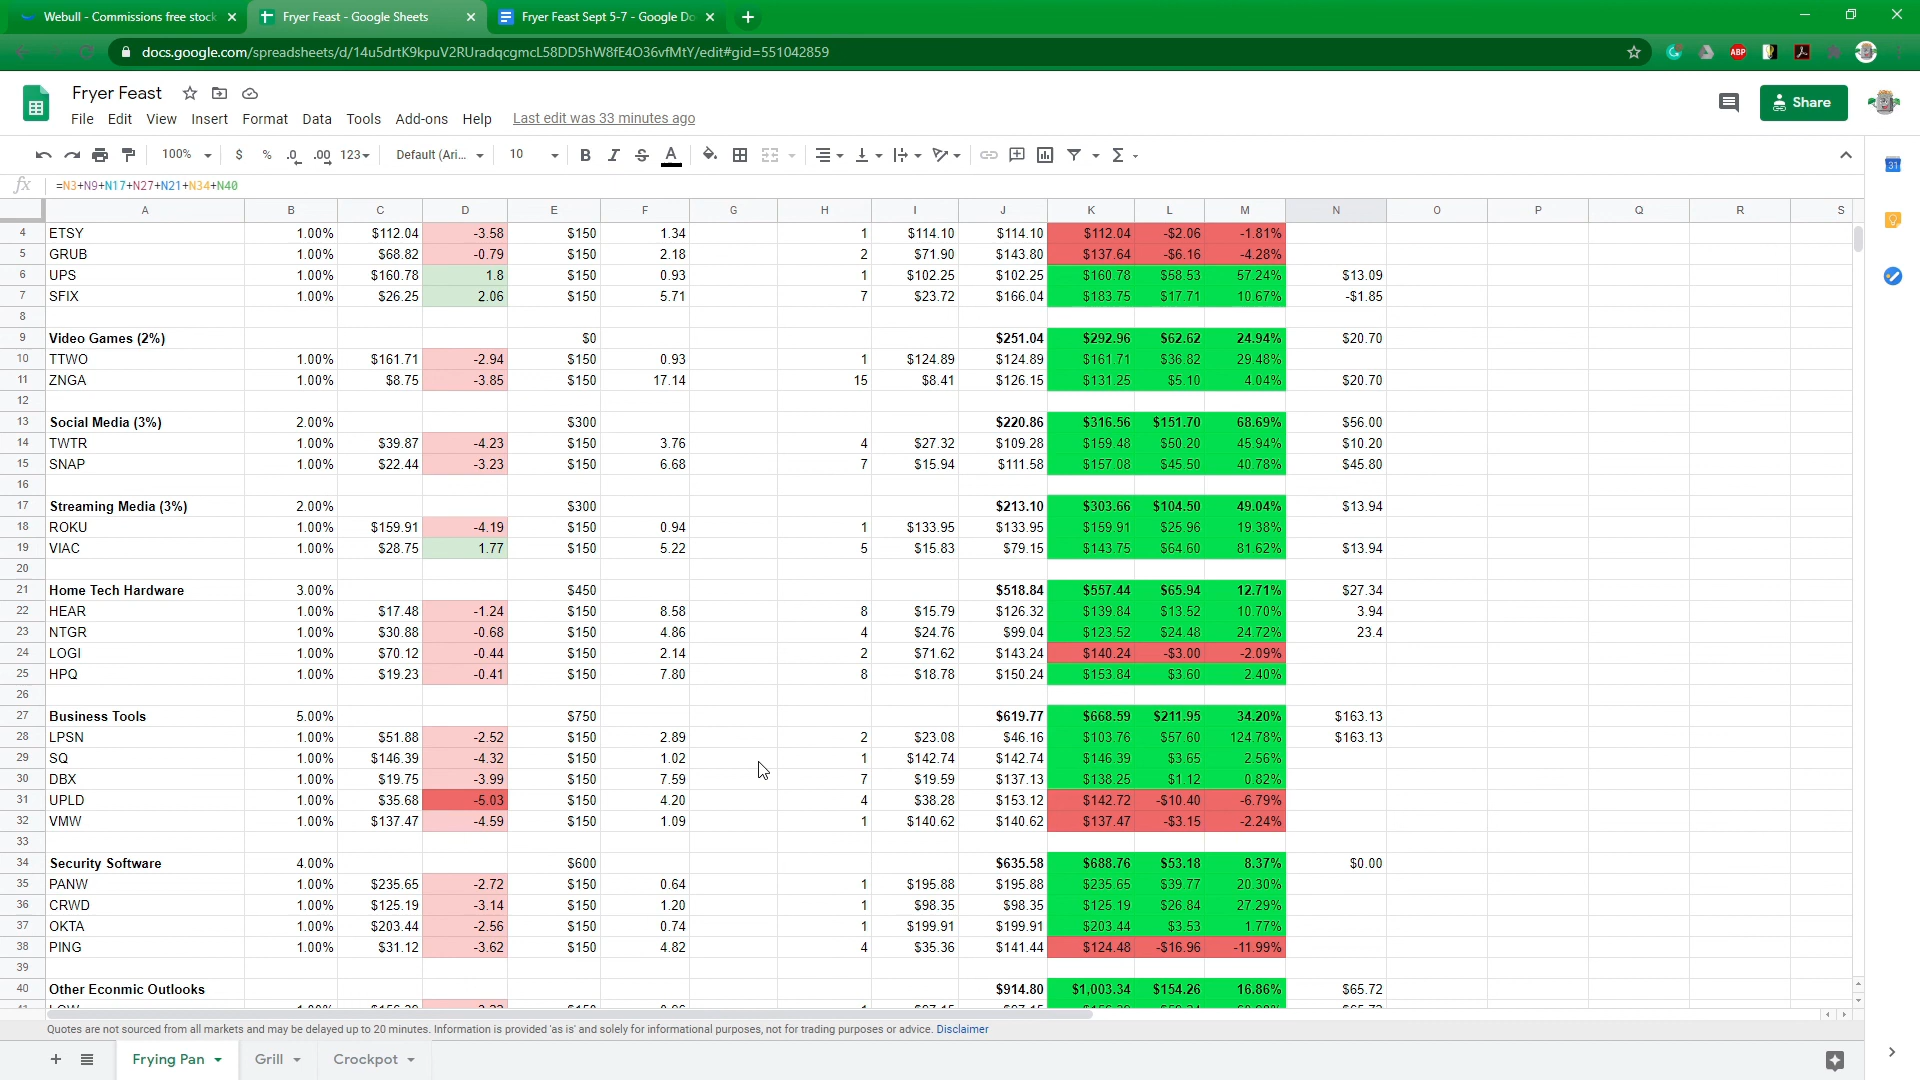 Webull - Commissions free stock
Fryer Feast - Google Sheets
Fryer Feast Sept 5-7 - Google Do
docs.google.com/spreadsheets/d/14u5drtK9kpuV2RUradqcgmcL58DD5hW8fE4O36vfMtY/edit#gid=551042859
ABP
Fryer Feast
File Edit View Insert Format Data Tools Add-ons Help Last edit was 33 minutes ago
Share
100% $ % .0 .00 123 Default (Ari... 10 B I S A Σ
31
fx =N3+N9+N17+N27+N21+N34+N40
A B C D E F G H I J K L M N O P Q R S
4 ETSY 1.00% $112.04 -3.58 $150 1.34 1 $114.10 $114.10 $112.04 -$2.06 -1.81%
5 GRUB 1.00% $68.82 -0.79 $150 2.18 2 $71.90 $143.80 $137.64 -$6.16 -4.28%
6 UPS 1.00% $160.78 1.8 $150 0.93 1 $102.25 $102.25 $160.78 $58.53 57.24% $13.09
7 SFIX 1.00% $26.25 2.06 $150 5.71 7 $23.72 $166.04 $183.75 $17.71 10.67% -$1.85
8
9 Video Games (2%) $0 $251.04 $292.96 $62.62 24.94% $20.70
10 TTWO 1.00% $161.71 -2.94 $150 0.93 1 $124.89 $124.89 $161.71 $36.82 29.48%
11 ZNGA 1.00% $8.75 -3.85 $150 17.14 15 $8.41 $126.15 $131.25 $5.10 4.04% $20.70
12
13 Social Media (3%) 2.00% $300 $220.86 $316.56 $151.70 68.69% $56.00
14 TWTR 1.00% $39.87 -4.23 $150 3.76 4 $27.32 $109.28 $159.48 $50.20 45.94% $10.20
15 SNAP 1.00% $22.44 -3.23 $150 6.68 7 $15.94 $111.58 $157.08 $45.50 40.78% $45.80
16
17 Streaming Media (3%) 2.00% $300 $213.10 $303.66 $104.50 49.04% $13.94
18 ROKU 1.00% $159.91 -4.19 $150 0.94 1 $133.95 $133.95 $159.91 $25.96 19.38%
19 VIAC 1.00% $28.75 1.77 $150 5.22 5 $15.83 $79.15 $143.75 $64.60 81.62% $13.94
20
21 Home Tech Hardware 3.00% $450 $518.84 $557.44 $65.94 12.71% $27.34
22 HEAR 1.00% $17.48 -1.24 $150 8.58 8 $15.79 $126.32 $139.84 $13.52 10.70% 3.94
23 NTGR 1.00% $30.88 -0.68 $150 4.86 4 $24.76 $99.04 $123.52 $24.48 24.72% 23.4
24 LOGI 1.00% $70.12 -0.44 $150 2.14 2 $71.62 $143.24 $140.24 -$3.00 -2.09%
25 HPQ 1.00% $19.23 -0.41 $150 7.80 8 $18.78 $150.24 $153.84 $3.60 2.40%
26
27 Business Tools 5.00% $750 $619.77 $668.59 $211.95 34.20% $163.13
28 LPSN 1.00% $51.88 -2.52 $150 2.89 2 $23.08 $46.16 $103.76 $57.60 124.78% $163.13
29 SQ 1.00% $146.39 -4.32 $150 1.02 1 $142.74 $142.74 $146.39 $3.65 2.56%
30 DBX 1.00% $19.75 -3.99 $150 7.59 7 $19.59 $137.13 $138.25 $1.12 0.82%
31 UPLD 1.00% $35.68 -5.03 $150 4.20 4 $38.28 $153.12 $142.72 -$10.40 -6.79%
32 VMW 1.00% $137.47 -4.59 $150 1.09 1 $140.62 $140.62 $137.47 -$3.15 -2.24%
33
34 Security Software 4.00% $600 $635.58 $688.76 $53.18 8.37% $0.00
35 PANW 1.00% $235.65 -2.72 $150 0.64 1 $195.88 $195.88 $235.65 $39.77 20.30%
36 CRWD 1.00% $125.19 -3.14 $150 1.20 1 $98.35 $98.35 $125.19 $26.84 27.29%
37 OKTA 1.00% $203.44 -2.56 $150 0.74 1 $199.91 $199.91 $203.44 $3.53 1.77%
38 PING 1.00% $31.12 -3.62 $150 4.82 4 $35.36 $141.44 $124.48 -$16.96 -11.99%
39
40 Other Econmic Outlooks $914.80 $1,003.34 $154.26 16.86% $65.72
Quotes are not sourced from all markets and may be delayed up to 20 minutes. Information is provided 'as is' and solely for informational purposes, not for trading purposes or advice. Disclaimer
Frying Pan Grill Crockpot